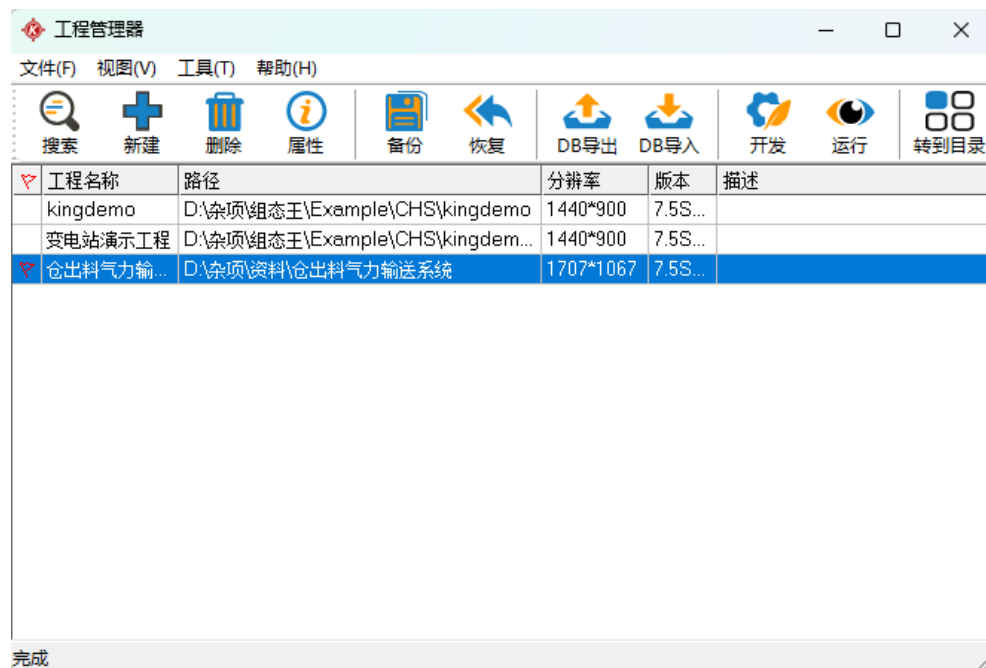 工程管理器
文件(F) 视图(V) 工具(T) 帮助(H)
搜索 新建 删除 属性 备份 恢复 DB导出 DB导入 开发 运行 转到目录
工程名称 路径 分辨率 版本 描述
kingdemo D:\杂项\组态王\Example\CHS\kingdemo 1440*900 7.5S...
变电站演示工程 D:\杂项\组态王\Example\CHS\kingdem... 1440*900 7.5S...
仓出料气力输... D:\杂项\资料\仓出料气力输送系统 1707*1067 7.5S...
完成